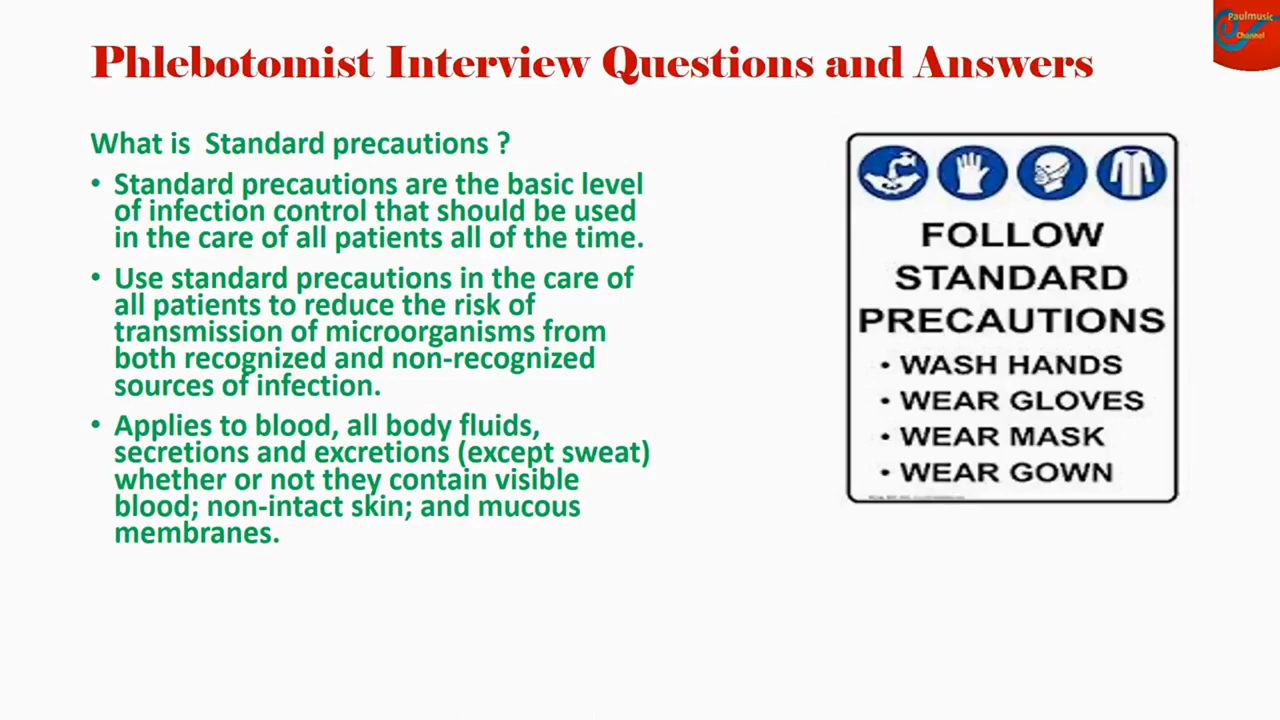 Paulmusic
Channel
Phlebotomist Interview Questions and Answers
What is  Standard precautions ?
• Standard precautions are the basic level
of infection control that should be used
in the care of all patients all of the time.
• Use standard precautions in the care of
all patients to reduce the risk of
transmission of microorganisms from
both recognized and non-recognized
sources of infection.
• Applies to blood, all body fluids,
secretions and excretions (except sweat)
whether or not they contain visible
blood; non-intact skin; and mucous
membranes.
FOLLOW
STANDARD
PRECAUTIONS
• WASH HANDS
• WEAR GLOVES
• WEAR MASK
• WEAR GOWN